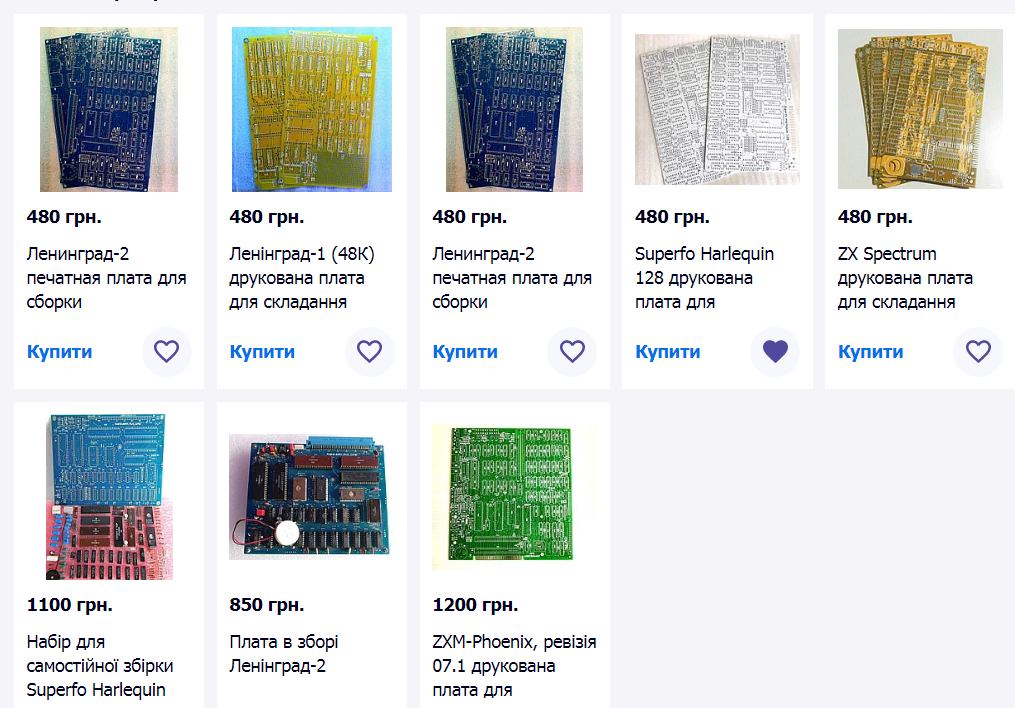 480 грн.
Ленинград-2
печатная плата для
сборки
Купити
480 грн.
Ленінград-1 (48К)
друкована плата
для складання
Купити
480 грн.
Ленинград-2
печатная плата для
сборки
Купити
480 грн.
Superfo Harlequin
128 друкована
плата для
Купити
480 грн.
ZX Spectrum
друкована плата
для складання
Купити
1100 грн.
Набір для
самостійної збірки
Superfo Harlequin
850 грн.
Плата в зборі
Ленінград-2
1200 грн.
ZXM-Phoenix, ревізія
07.1 друкована
плата для